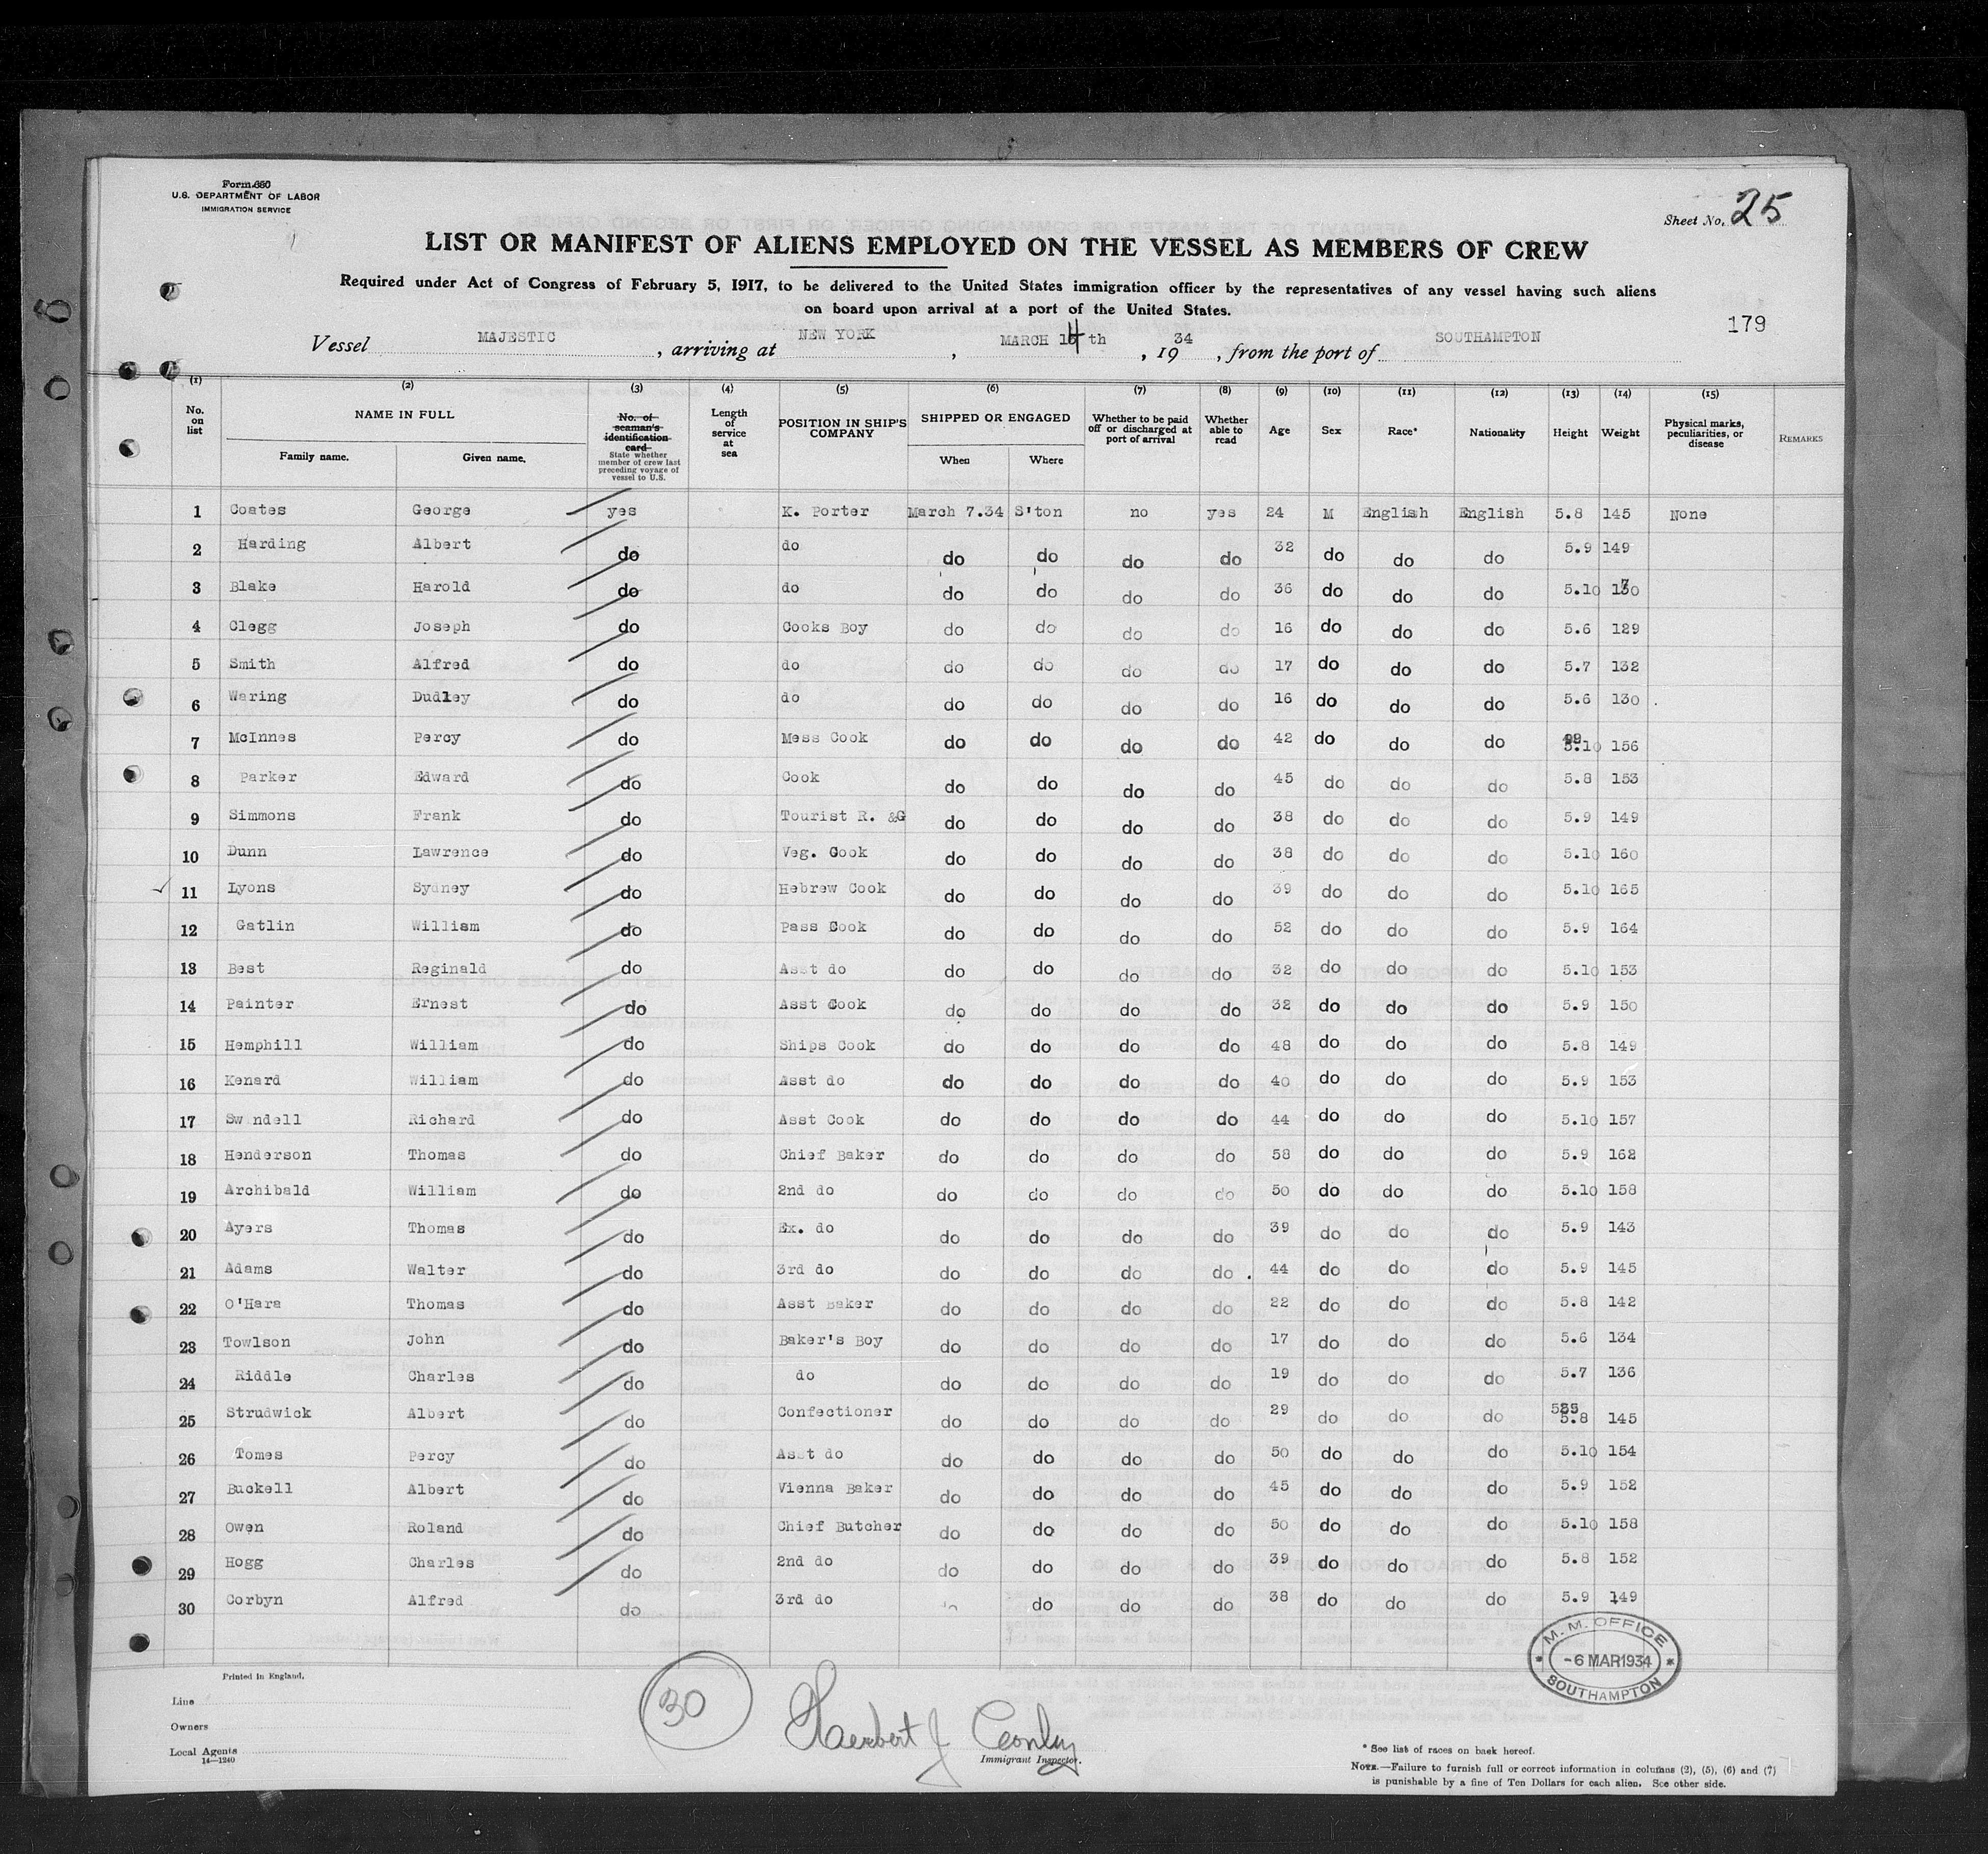 Form 680
U.S. DEPARTMENT OF LABOR
IMMIGRATION SERVICE
Sheet No. 25
LIST OR MANIFEST OF ALIENS EMPLOYED ON THE VESSEL AS MEMBERS OF CREW
Required under Act of Congress of February 5, 1917, to be delivered to the United States immigration officer by the representatives of any vessel having such aliens
on board upon arrival at a port of the United States.
179
Vessel MAJESTIC, arriving at NEW YORK, MARCH 14th, 1934, from the port of SOUTHAMPTON
(1) (2) (3) (4) (5) (6) (7) (8) (9) (10) (11) (12) (13) (14) (15)
No. on list NAME IN FULL Family name. Given name. No. of seaman's identification card State whether member of crew last preceding voyage of vessel to U.S. Length of service at sea POSITION IN SHIP'S COMPANY SHIPPED OR ENGAGED When Where Whether to be paid off or discharged at port of arrival Whether able to read Age Sex Race* Nationality Height Weight Physical marks, peculiarities, or disease REMARKS
1 Coates George yes K. Porter March 7.34 S'ton no yes 24 M English English 5.8 145 None
2 Harding Albert do do do do do do 32 do do do 5.9 149
3 Blake Harold do do do do do do 36 do do do 5.10
4 Clegg Joseph do Cooks Boy do do do do 16 do do do 5.6 129
5 Smith Alfred do do do do do do 17 do do do 5.7 132
6 Waring Dudley do do do do do do 16 do do do 5.6 130
7 McInnes Percy do Mess Cook do do do do 42 do do do 5.10 156
8 Parker Edward do Cook do do do do 45 do do do 5.8 153
9 Simmons Frank do Tourist R. &G do do do do 38 do do do 5.9 149
10 Dunn Lawrence do Veg. Cook do do do do 38 do do do 5.10 160
11 Lyons Sydney do Hebrew Cook do do do do 39 do do do 5.10 165
12 Gatlin William do Pass Cook do do do do 52 do do do 5.9 164
13 Best Reginald do Asst do do do do do 32 do do do 5.10 153
14 Painter Ernest do Asst Cook do do do do 32 do do do 5.9 150
15 Hemphill William do Ships Cook do do do do 48 do do do 5.8 149
16 Kenard William do Asst do do do do do 40 do do do 5.9 153
17 Sw ndell Richard do Asst Cook do do do do 44 do do do 5.10 157
18 Henderson Thomas do Chief Baker do do do do 58 do do do 5.9 162
19 Archibald William do 2nd do do do do do 50 do do do 5.10 158
20 Ayers Thomas do Ex. do do do do do 39 do do do 5.9 143
21 Adams Walter do 3rd do do do do do 44 do do do 5.9 145
22 O'Hara Thomas do Asst Baker do do do do 22 do do do 5.8 142
23 Towlson John do Baker's Boy do do do do 17 do do do 5.6 134
24 Riddle Charles do do do do do do 19 do do do 5.7 136
25 Strudwick Albert do Confectioner do do do do 29 do do do 5.8 145
26 Tomes Percy do Asst do do do do do 50 do do do 5.10 154
27 Buckell Albert do Vienna Baker do do do do 45 do do do 5.9 152
28 Owen Roland do Chief Butcher do do do do 50 do do do 5.10 158
29 Hogg Charles do 2nd do do do do do 39 do do do 5.8 152
30 Corbyn Alfred do 3rd do do do do do 38 do do do 5.9 149
M.M. OFFICE
-6 MAR 1934
SOUTHAMPTON
Printed in England.
Line
Owners
Local Agents
14—1240
30
Herbert J Conley
Immigrant Inspector.
* See list of races on back hereof.
NOTE.—Failure to furnish full or correct information in columns (2), (5), (6) and (7)
is punishable by a fine of Ten Dollars for each alien. See other side.